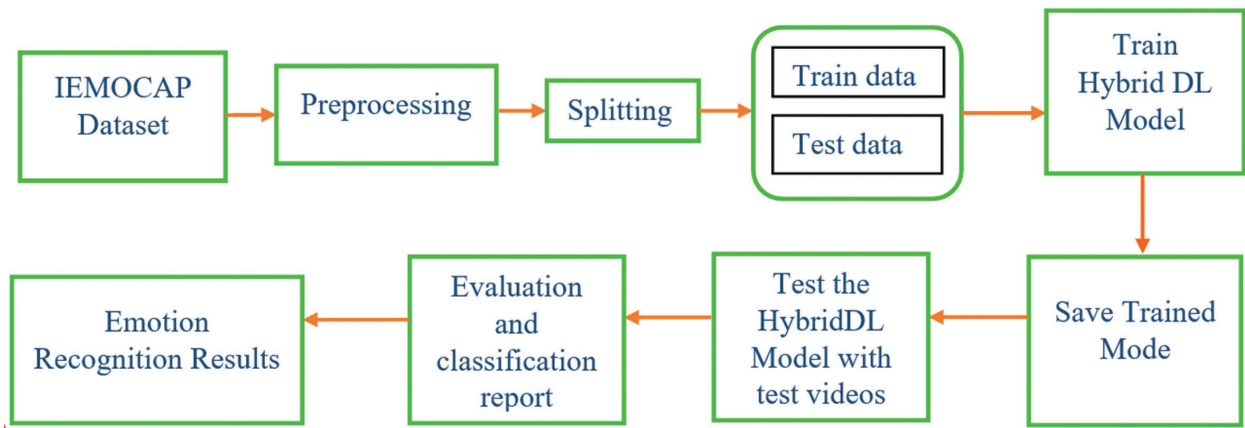 IEMOCAP
Dataset
Preprocessing
Splitting
Train data
Test data
Train
Hybrid DL
Model
Save Trained
Mode
Test the
HybridDL
Model with
test videos
Evaluation
and
classification
report
Emotion
Recognition Results